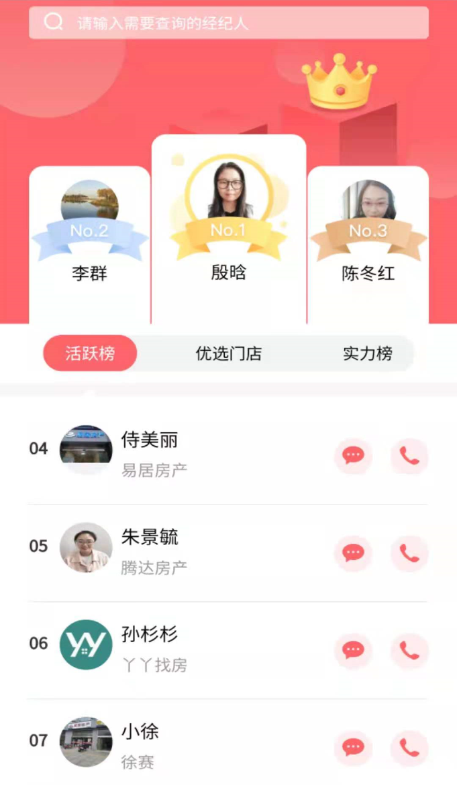 请输入需要查询的经纪人
No.2
No.1
No.3
李群
殷晗
陈冬红
活跃榜
优选门店
实力榜
04
侍美丽
易居房产
05
朱景毓
腾达房产
06
YY
孙杉杉
丫丫找房
07
小徐
徐赛